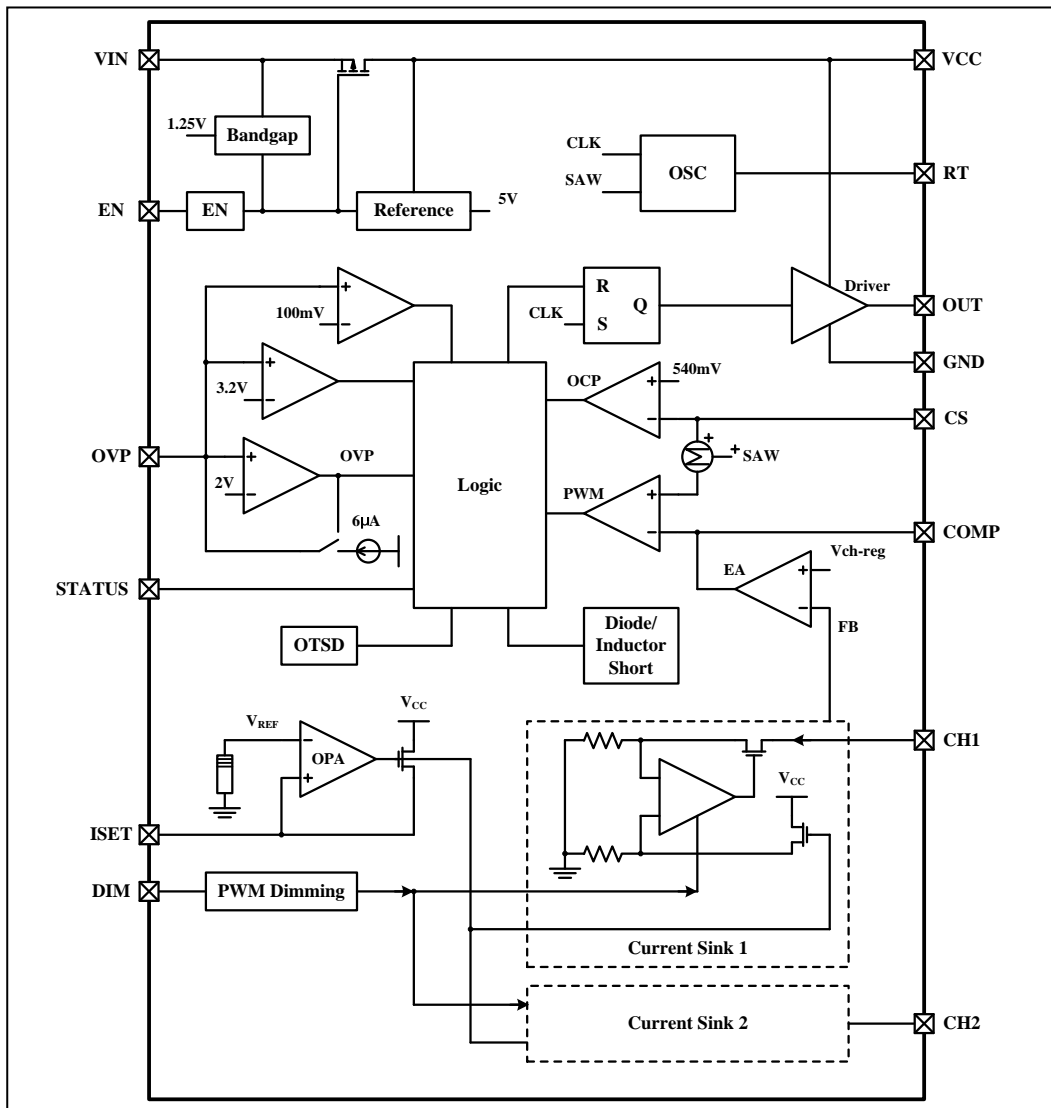 VIN
VCC
1.25V
Bandgap
CLK
OSC
SAW
RT
EN
EN
Reference
5V
+
−
100mV
R
S
Q
CLK
Driver
OUT
GND
+
−
3.2V
OCP
540mV
+
−
CS
OVP
+
−
2V
OVP
Logic
+
+
SAW
Σ
PWM
+
−
6μA
COMP
Vch-reg
EA
+
−
FB
STATUS
OTSD
Diode/
Inductor
Short
VREF
−
+
OPA
VCC
CH1
VCC
ISET
DIM
PWM Dimming
Current Sink 1
Current Sink 2
CH2